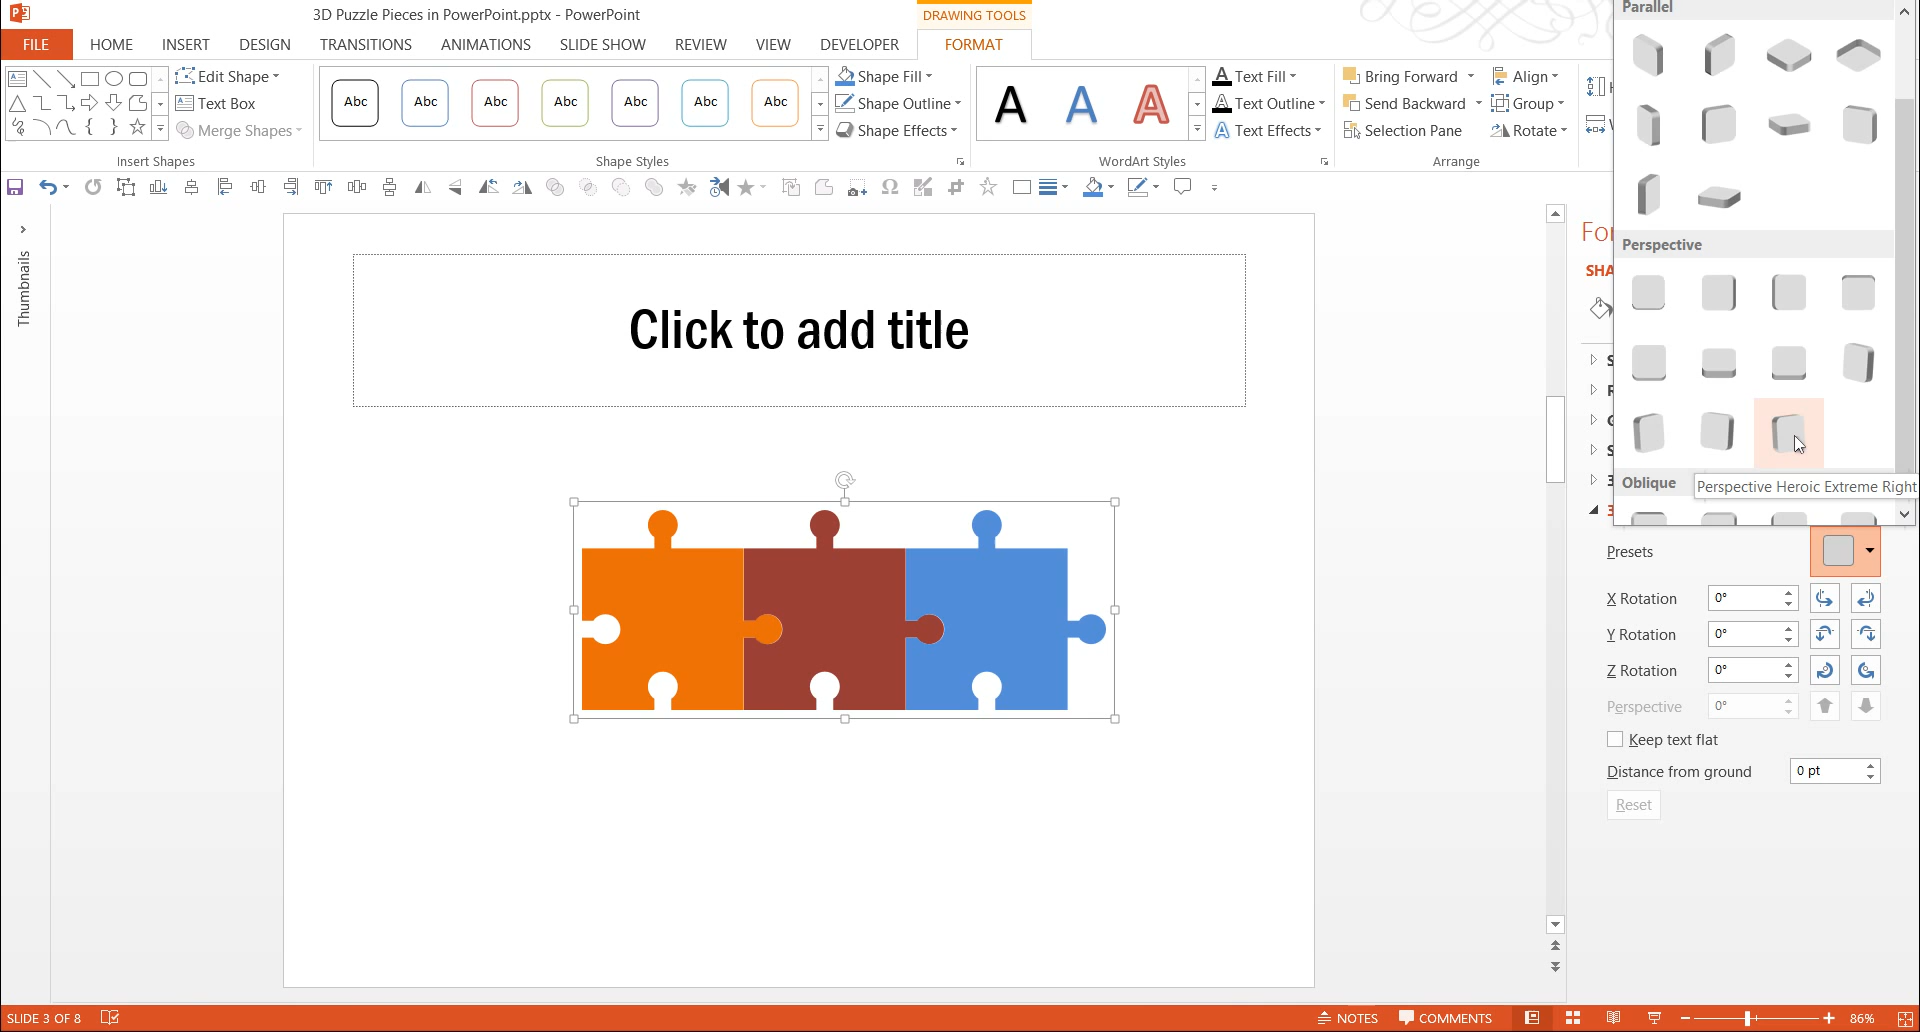 3D Puzzle Pieces in PowerPoint.pptx - PowerPoint
DRAWING TOOLS
FILE HOME INSERT DESIGN TRANSITIONS ANIMATIONS SLIDE SHOW REVIEW VIEW DEVELOPER FORMAT
Edit Shape
Text Box
Merge Shapes
Insert Shapes
Abc Abc Abc Abc Abc Abc Abc
Shape Fill
Shape Outline
Shape Effects
Shape Styles
A A A
Text Fill
Text Outline
Text Effects
WordArt Styles
Bring Forward
Send Backward
Selection Pane
Align
Group
Rotate
Arrange
Thumbnails
Click to add title
Parallel
Perspective
Oblique
Perspective Heroic Extreme Right
Presets
X Rotation 0°
Y Rotation 0°
Z Rotation 0°
Perspective 0°
Keep text flat
Distance from ground 0 pt
Reset
SLIDE 3 OF 8
NOTES COMMENTS 86%